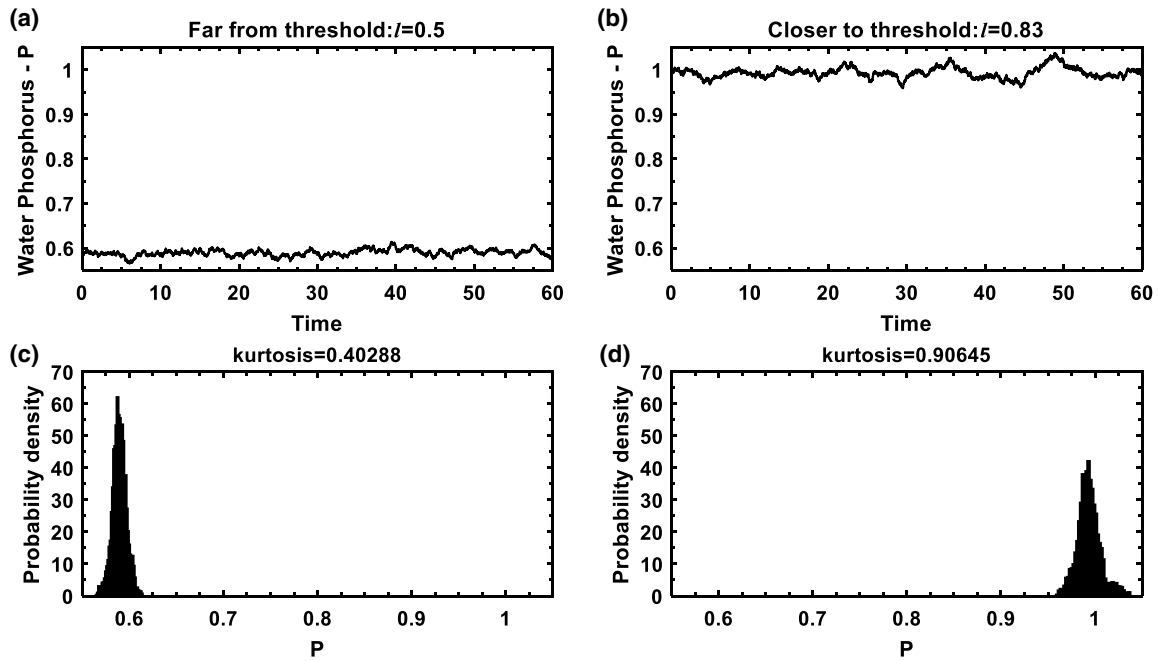 (a)
Far from threshold:l=0.5
Water Phosphorus - P
1
0.9
0.8
0.7
0.6
0 10 20 30 40 50 60
Time
(b)
Closer to threshold:l=0.83
Water Phosphorus - P
1
0.9
0.8
0.7
0.6
0 10 20 30 40 50 60
Time
(c)
kurtosis=0.40288
Probability density
70
60
50
40
30
20
10
0
0.6 0.7 0.8 0.9 1
P
(d)
kurtosis=0.90645
Probability density
70
60
50
40
30
20
10
0
0.6 0.7 0.8 0.9 1
P